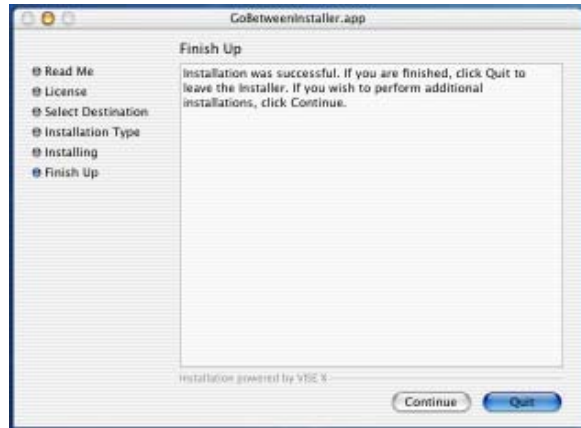 GoBetweenInstaller.app
Finish Up
Read Me
License
Select Destination
Installation Type
Installing
Finish Up
Installation was successful. If you are finished, click Quit to
leave the Installer. If you wish to perform additional
installations, click Continue.
Installation powered by VISE X
Continue
Quit